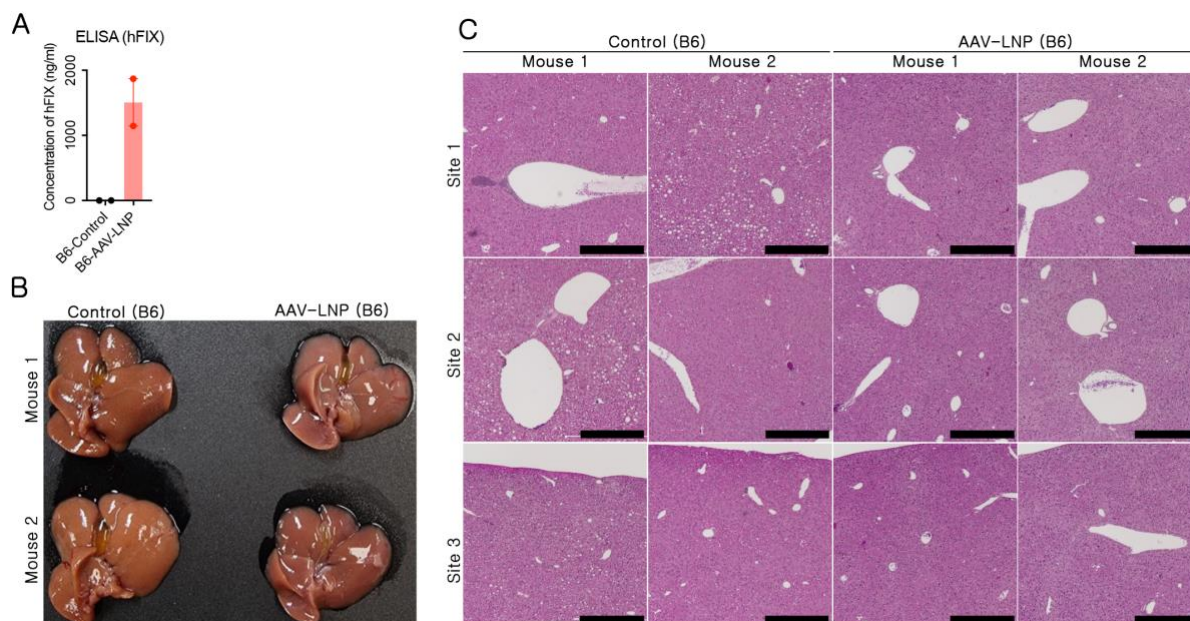 A
ELISA (hFIX)
Concentration of hFIX (ng/ml)
2000
1000
0
B6-Control
B6-AAV-LNP
B
Control (B6)
AAV-LNP (B6)
Mouse 1
Mouse 2
C
Control (B6)
AAV-LNP (B6)
Mouse 1
Mouse 2
Mouse 1
Mouse 2
Site 1
Site 2
Site 3